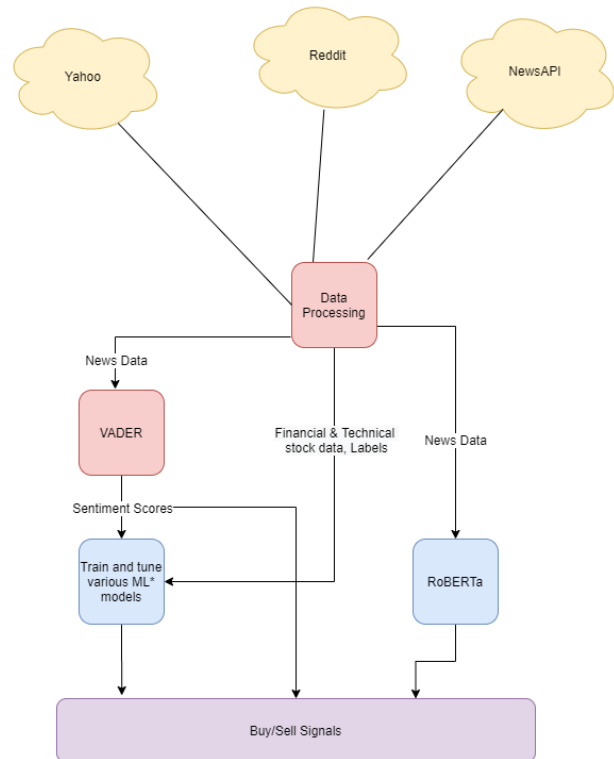 Yahoo
Reddit
NewsAPI
Data
Processing
News Data
VADER
Financial & Technical
stock data, Labels
News Data
Sentiment Scores
Train and tune
various ML*
models
RoBERTa
Buy/Sell Signals